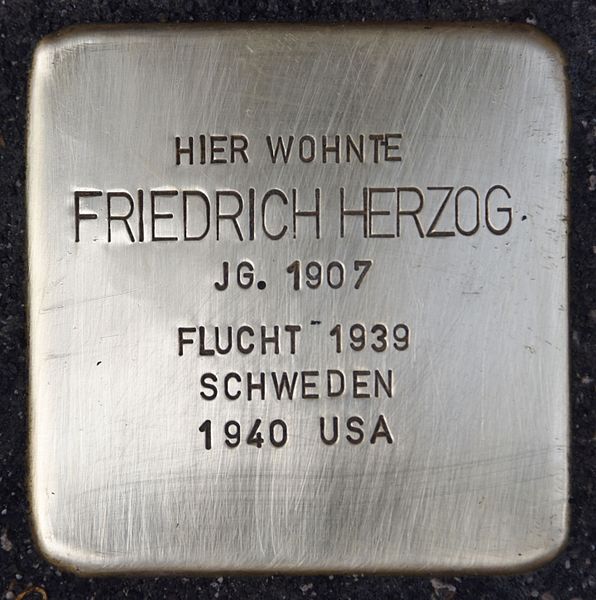 HIER WOHNTE
FRIEDRICH HERZOG
JG. 1907
FLUCHT 1939
SCHWEDEN
1940 USA